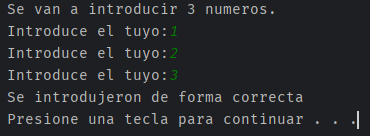 Se van a introducir 3 numeros.
Introduce el tuyo:1
Introduce el tuyo:2
Introduce el tuyo:3
Se introdujeron de forma correcta
Presione una tecla para continuar . . .